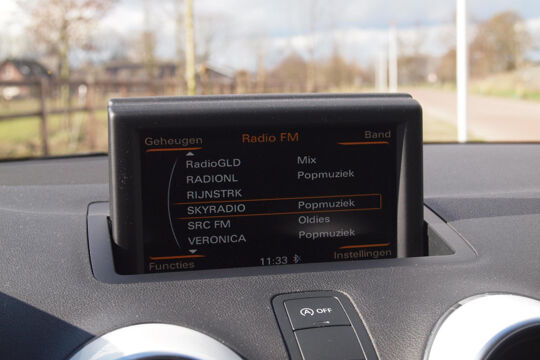 Geheugen Radio FM Band
RadioGLD Mix
RADIONL Popmuziek
RIJNSTRK
SKYRADIO Popmuziek
SRC FM Oldies
VERONICA Popmuziek
Functies 11:33 Instellingen
A OFF